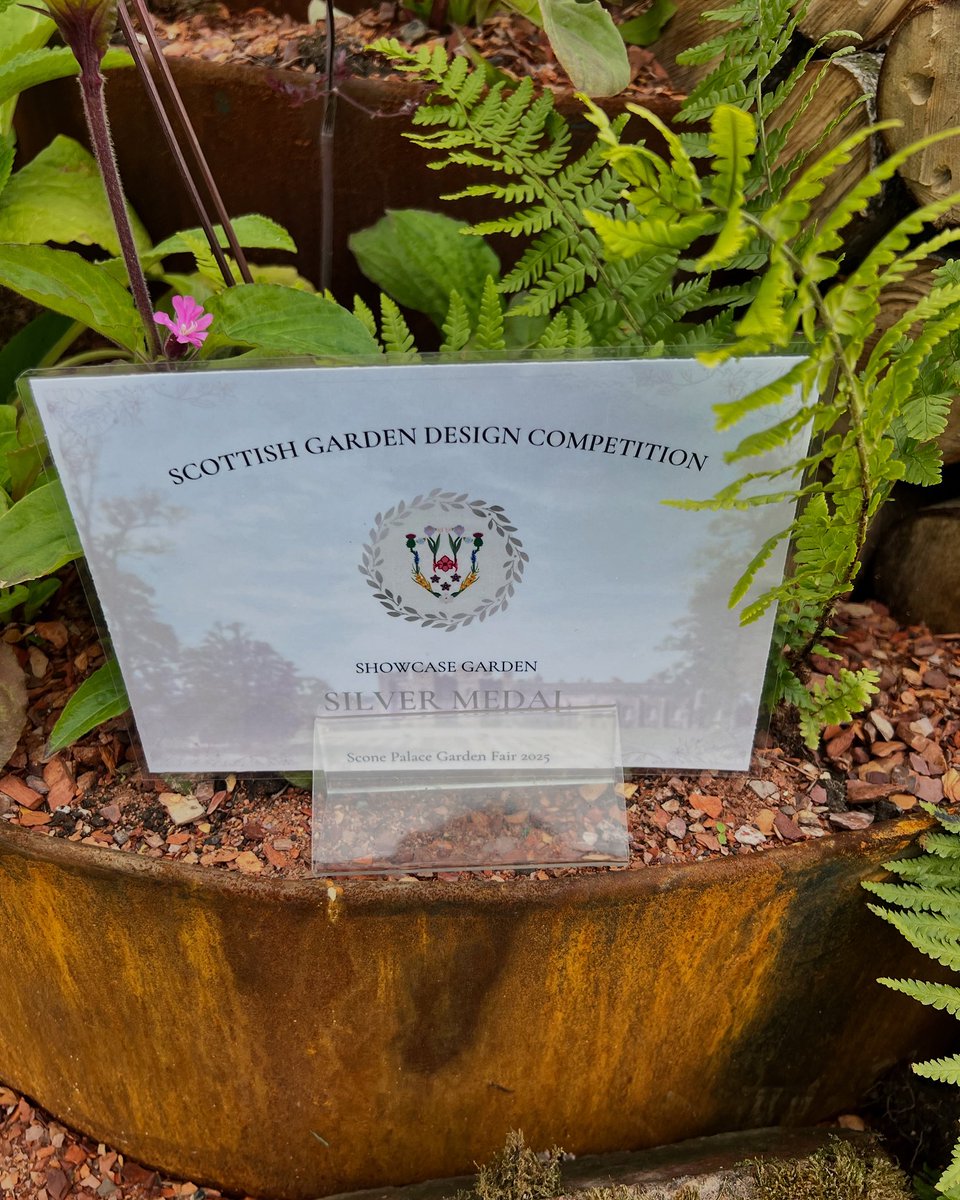 SCOTTISH GARDEN DESIGN COMPETITION
SHOWCASE GARDEN
SILVER MEDAL
Scone Palace Garden Fair 2025